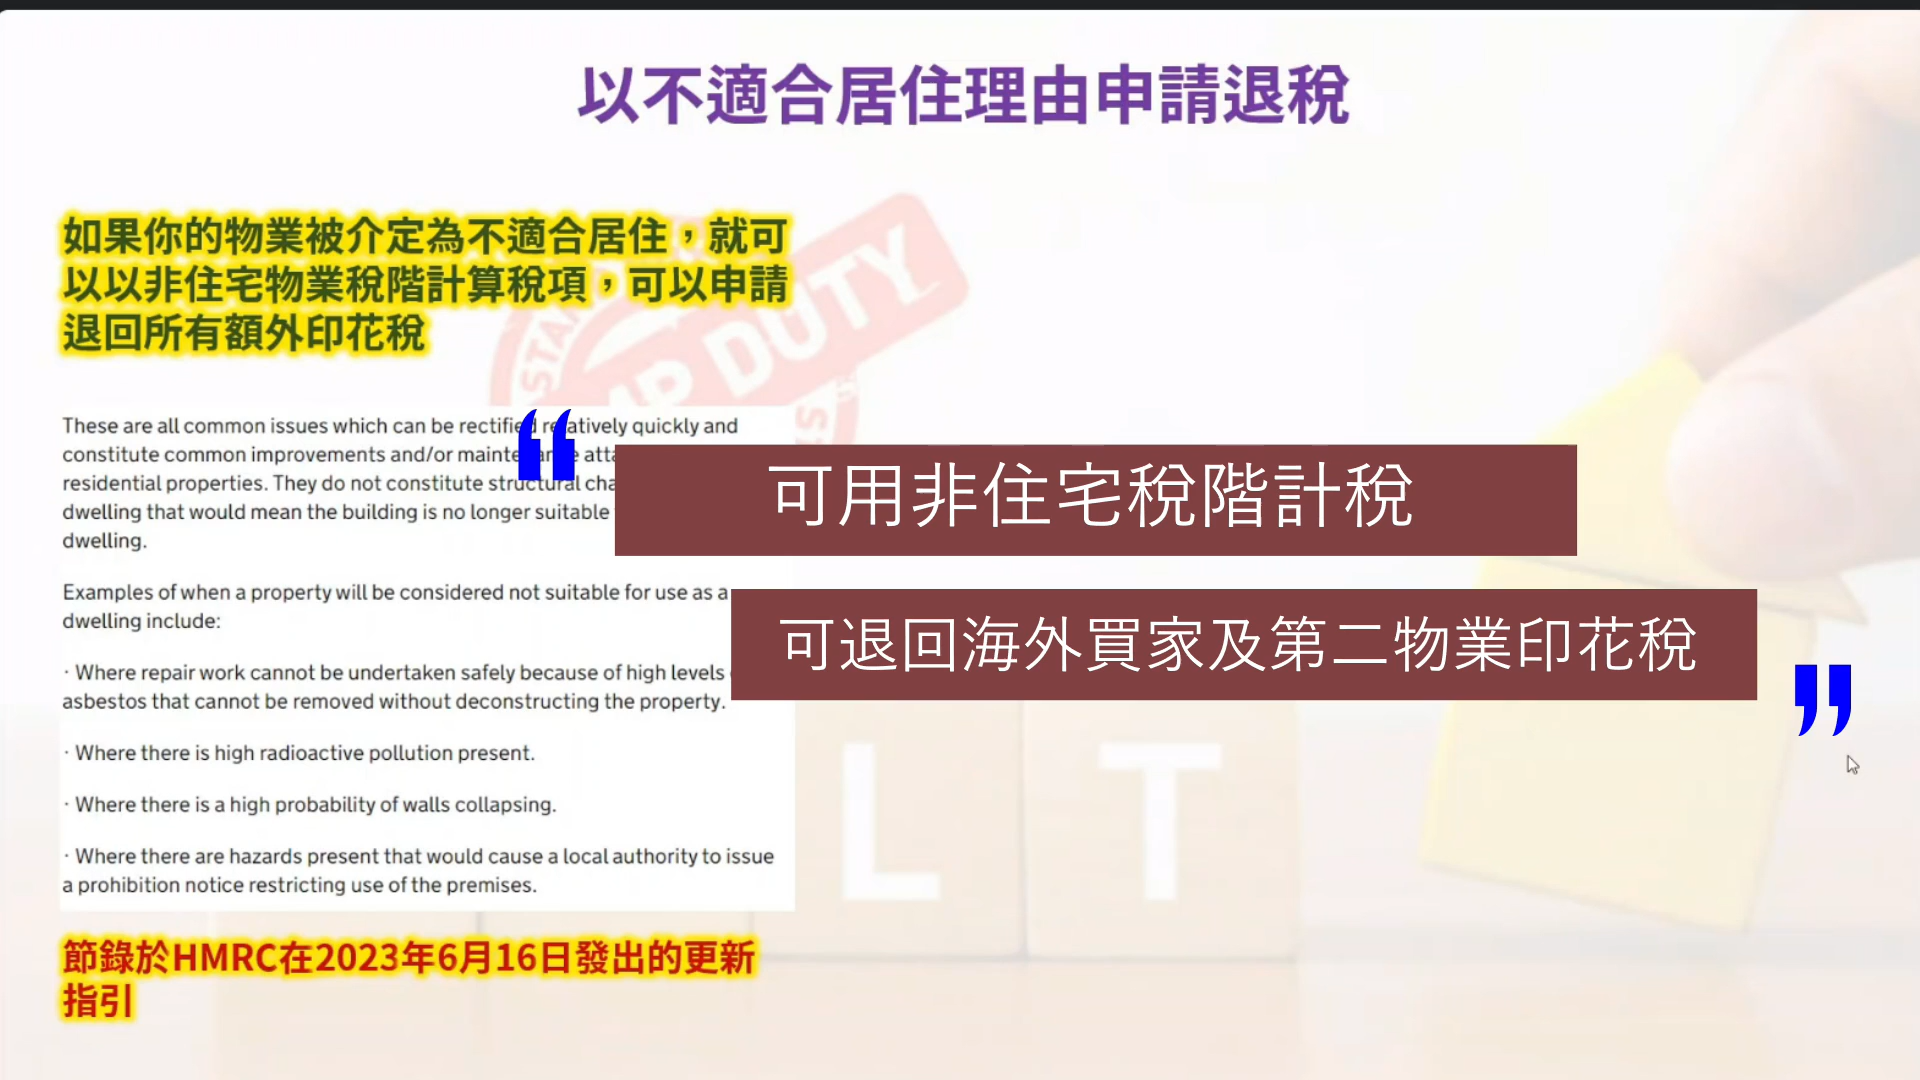 以不適合居住理由申請退稅
如果你的物業被介定為不適合居住，就可
以以非住宅物業稅階計算稅項，可以申請
退回所有額外印花稅
DUTY
These are all common issues which can be rectified relatively quickly and
constitute common improvements and/or maintenance
residential properties. They do not constitute structural
dwelling that would mean the building is no longer suitable
dwelling.
“
可用非住宅稅階計稅
可退回海外買家及第二物業印花稅
”
Examples of when a property will be considered not suitable for use as a
dwelling include:
· Where repair work cannot be undertaken safely because of high levels
asbestos that cannot be removed without deconstructing the property.
· Where there is high radioactive pollution present.
· Where there is a high probability of walls collapsing.
· Where there are hazards present that would cause a local authority to issue
a prohibition notice restricting use of the premises.
L T
節錄於HMRC在2023年6月16日發出的更新
指引